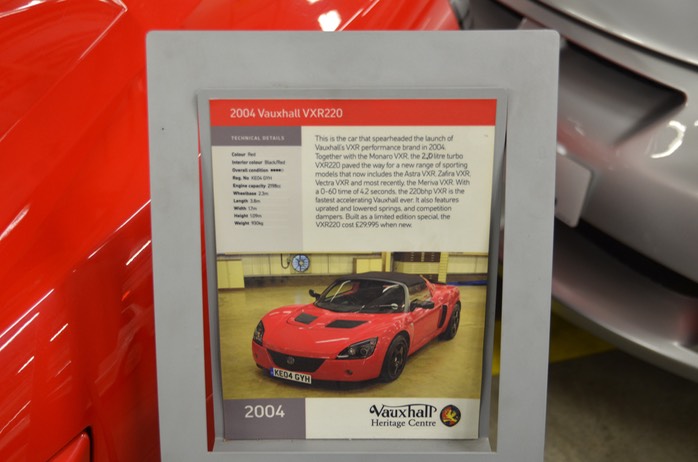 2004 Vauxhall VXR220
TECHNICAL DETAILS
Colour Red
Interior colour Black/Red
Overall condition
Reg. No KE04 GYH
Engine capacity 2198cc
Wheelbase 2.3m
Length 3.8m
Width 1.7m
Height 1.09m
Weight 930kg
This is the car that spearheaded the launch of
Vauxhall's VXR performance brand in 2004.
Together with the Monaro VXR, the 2.0 litre turbo
VXR220 paved the way for a new range of sporting
models that now includes the Astra VXR, Zafira VXR,
Vectra VXR and most recently, the Meriva VXR. With
a 0-60 time of 4.2 seconds, the 220bhp VXR is the
fastest accelerating Vauxhall ever. It also features
uprated and lowered springs, and competition
dampers. Built as a limited edition special, the
VXR220 cost £29,995 when new.
KE04 GYH
2004
Vauxhall
Heritage Centre